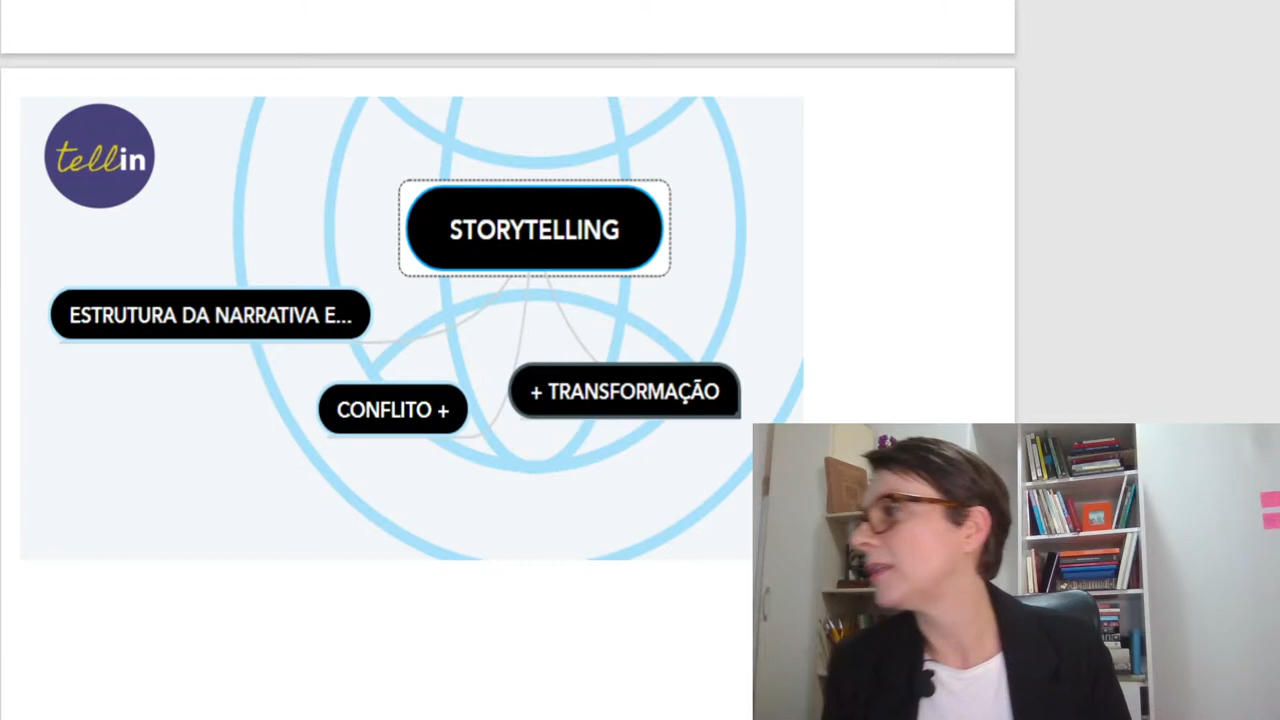 tellin
STORYTELLING
ESTRUTURA DA NARRATIVA E...
CONFLITO +
+ TRANSFORMAÇÃO